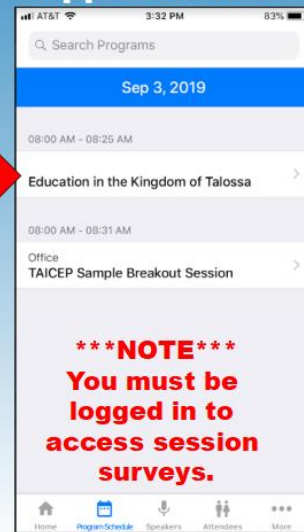 AT&T 3:32 PM 83%
Search Programs
Sep 3, 2019
08:00 AM - 08:25 AM
Education in the Kingdom of Talossa
08:00 AM - 08:31 AM
Office
TAICEP Sample Breakout Session
***NOTE***
You must be
logged in to
access session
surveys.
Home Program Schedule Speakers Attendees More